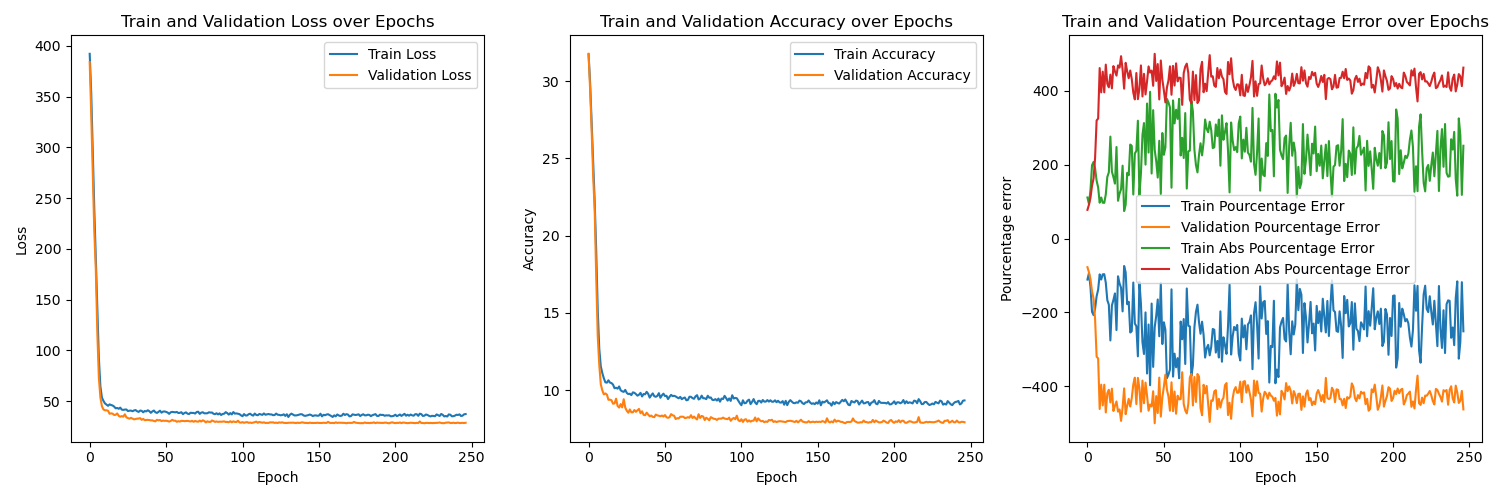 Train and Validation Loss over Epochs
400
350
300
250
200
150
100
50
Loss
0
50
100
150
200
250
Epoch
Train Loss
Validation Loss
Train and Validation Accuracy over Epochs
30
25
20
15
10
Accuracy
0
50
100
150
200
250
Epoch
Train Accuracy
Validation Accuracy
Train and Validation Pourcentage Error over Epochs
400
200
0
−200
−400
Pourcentage error
0
50
100
150
200
250
Epoch
Train Pourcentage Error
Validation Pourcentage Error
Train Abs Pourcentage Error
Validation Abs Pourcentage Error